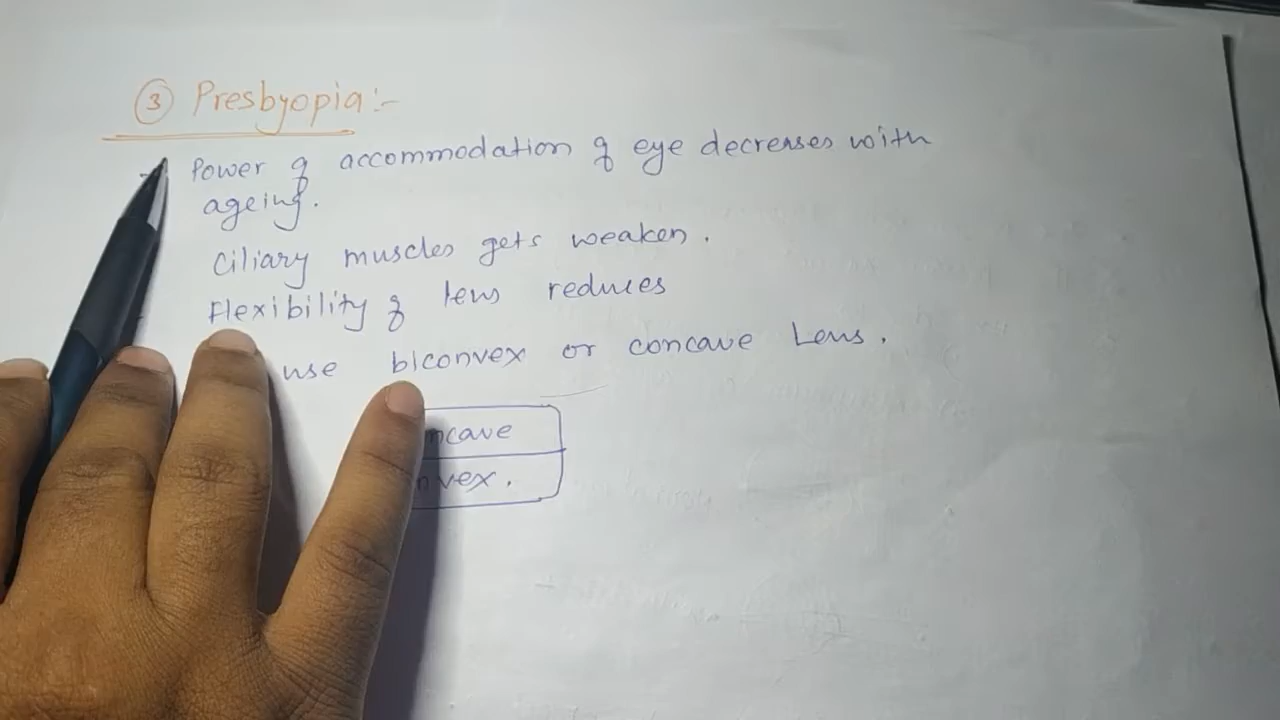 ③ Presbyopia:-
- Power of accommodation of eye decreases with
ageing.
Ciliary muscles gets weaken.
- Flexibility of lens reduces
use biconvex or concave Lens.
ncave
nvex.